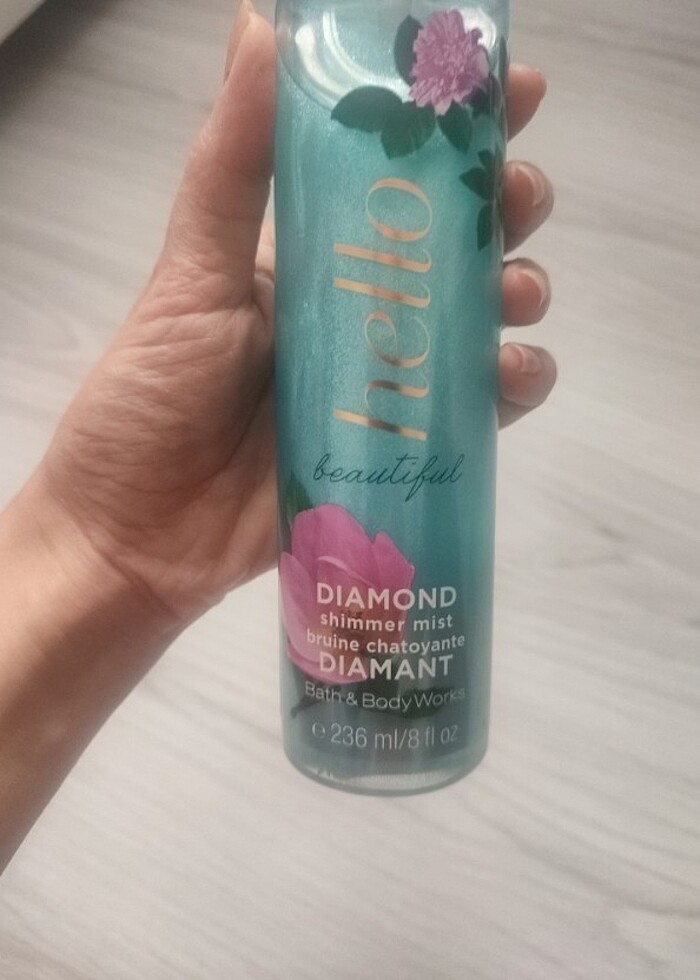 hello
beautiful
DIAMOND
shimmer mist
bruine chatoyante
DIAMANT
Bath & Body Works
℮ 236 ml/8 fl oz